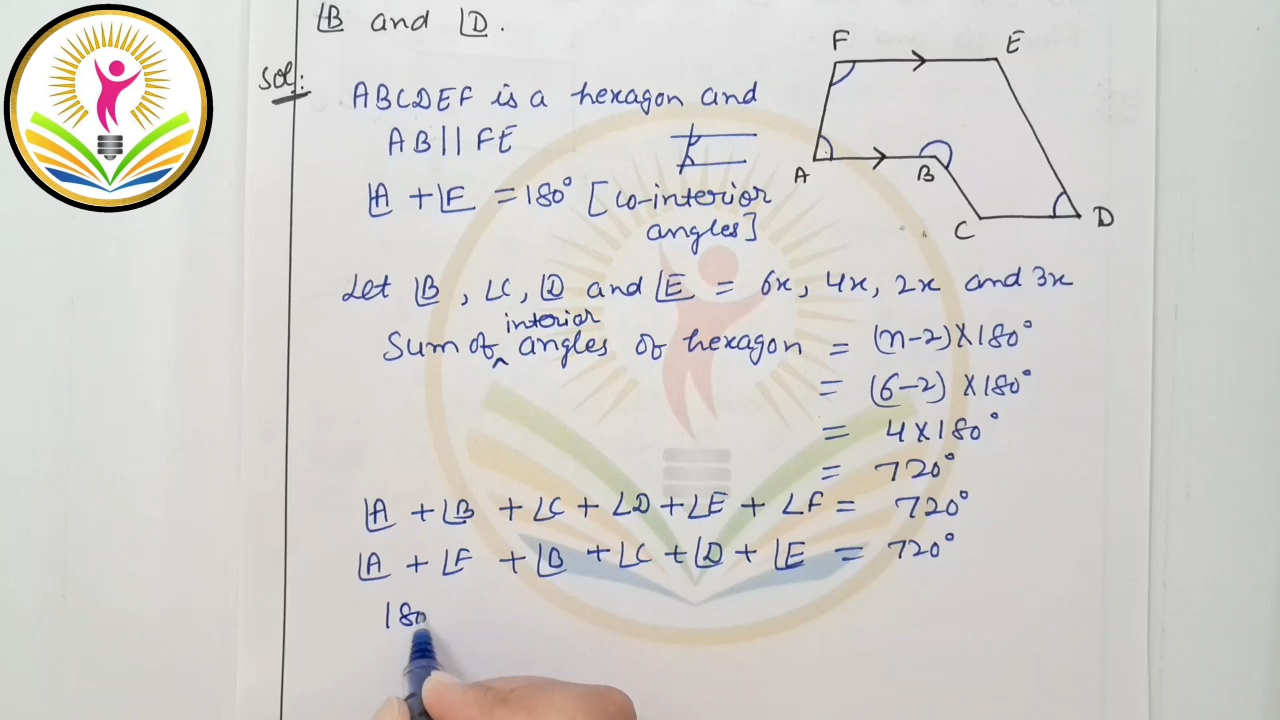 ∠B and ∠D.
Sol:
ABCDEF is a hexagon and
AB || FE
∠A + ∠F = 180° [co-interior
angles]
F E
A B
C D
Let ∠B, ∠C, ∠D and ∠E = 6x, 4x, 2x and 3x
Sum of interior angles of hexagon = (n-2)×180°
= (6-2) ×180°
= 4×180°
= 720°
∠A + ∠B + ∠C + ∠D + ∠E + ∠F = 720°
∠A + ∠F + ∠B + ∠C + ∠D + ∠E = 720°
180